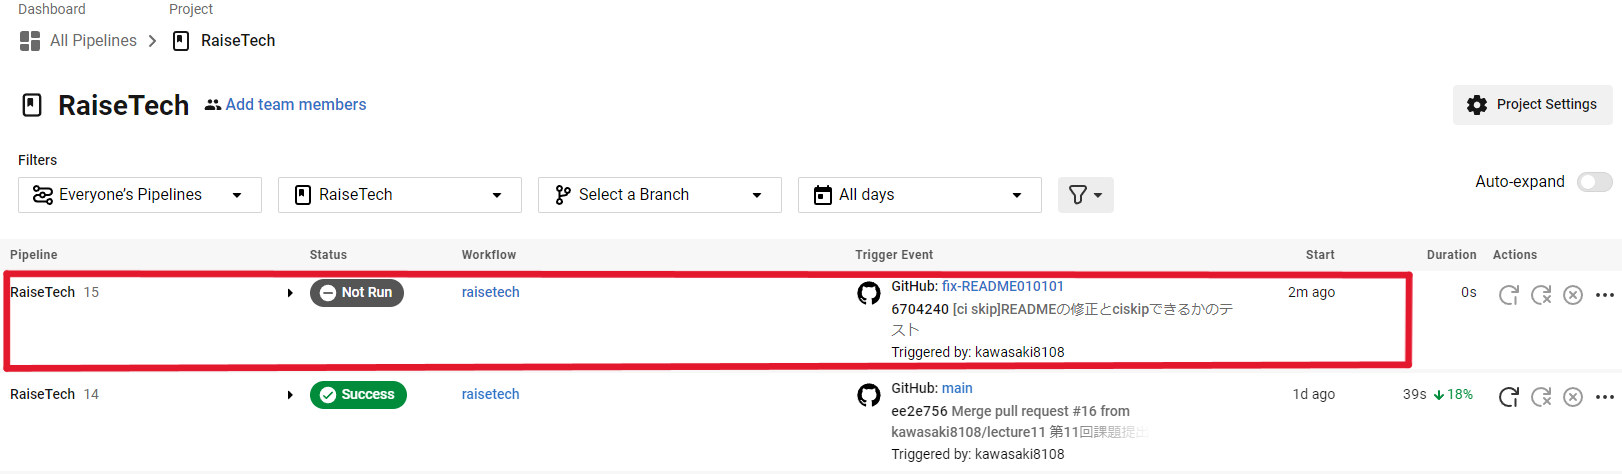 Dashboard Project
All Pipelines RaiseTech
RaiseTech Add team members
Project Settings
Filters
Everyone's Pipelines RaiseTech Select a Branch All days
Auto-expand
Pipeline Status Workflow Trigger Event Start Duration Actions
RaiseTech 15 Not Run raisetech GitHub: fix-README010101 2m ago 0s
6704240 [ci skip]READMEの修正とciskipできるかのテ
スト
Triggered by: kawasaki8108
RaiseTech 14 Success raisetech GitHub: main 1d ago 39s 18%
ee2e756 Merge pull request #16 from
kawasaki8108/lecture11 第11回課題提出
Triggered by: kawasaki8108